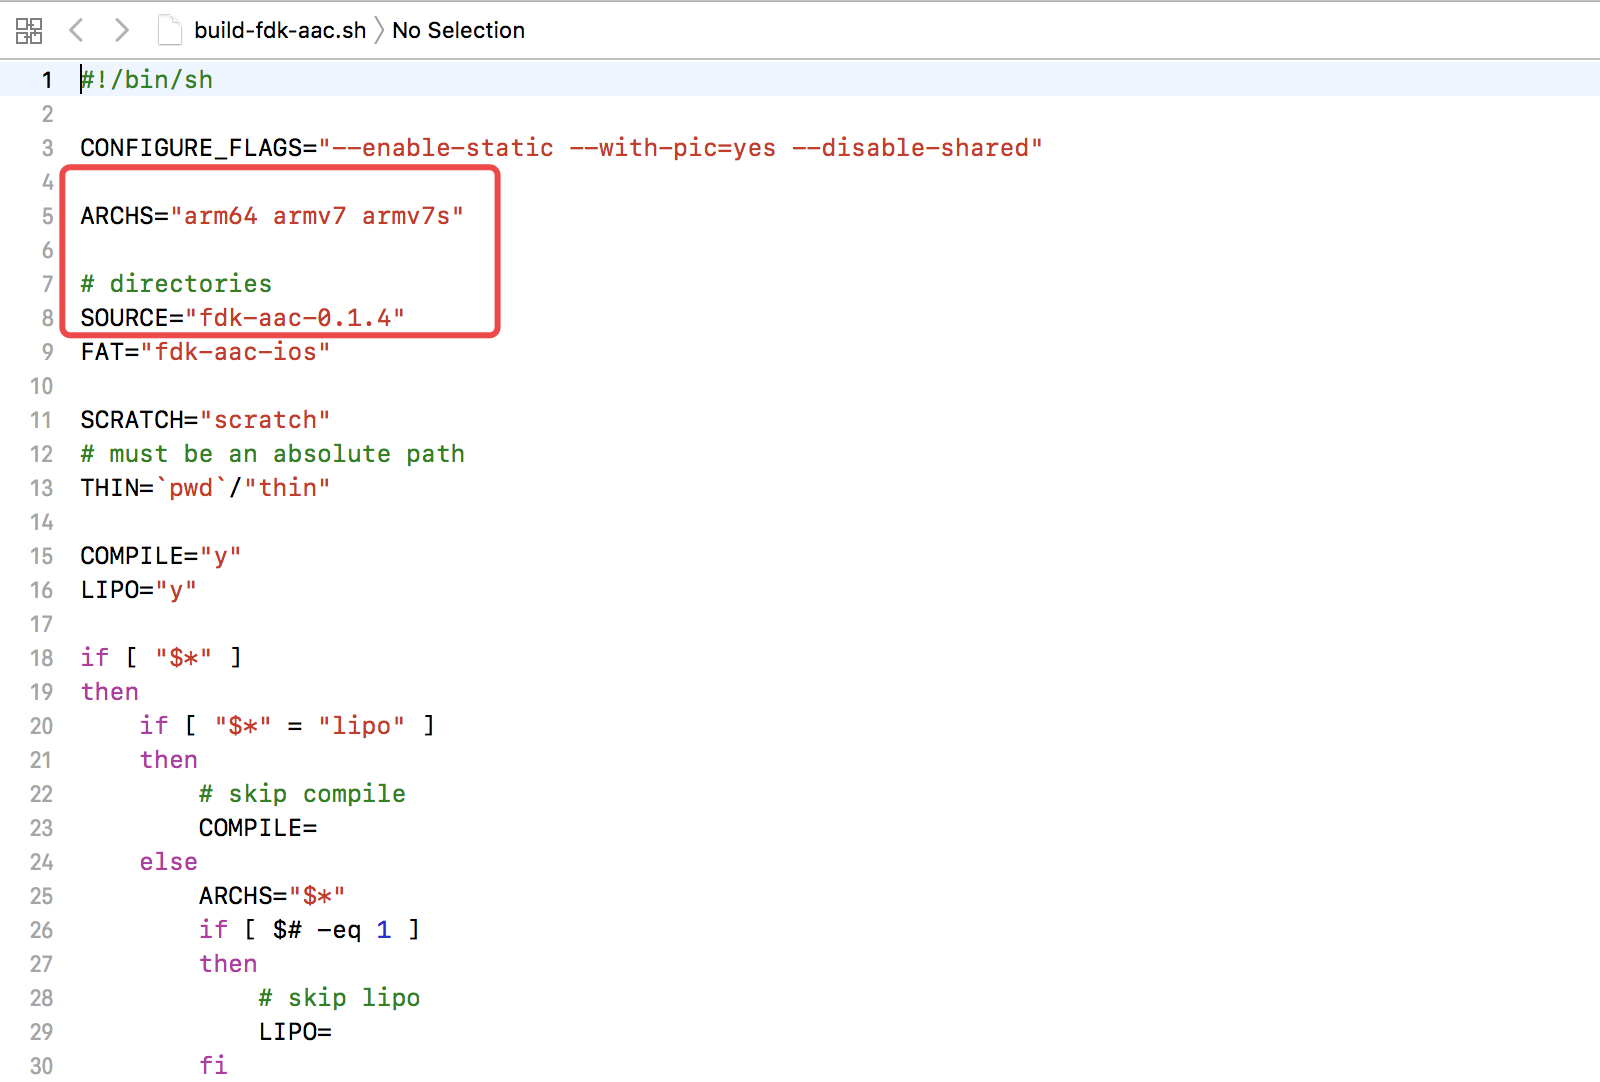 build-fdk-aac.sh No Selection
1 #!/bin/sh
2
3 CONFIGURE_FLAGS="--enable-static --with-pic=yes --disable-shared"
4
5 ARCHS="arm64 armv7 armv7s"
6
7 # directories
8 SOURCE="fdk-aac-0.1.4"
9 FAT="fdk-aac-ios"
10
11 SCRATCH="scratch"
12 # must be an absolute path
13 THIN=`pwd`/"thin"
14
15 COMPILE="y"
16 LIPO="y"
17
18 if [ "$*" ]
19 then
20     if [ "$*" = "lipo" ]
21     then
22         # skip compile
23         COMPILE=
24     else
25         ARCHS="$*"
26         if [ $# -eq 1 ]
27         then
28             # skip lipo
29             LIPO=
30         fi